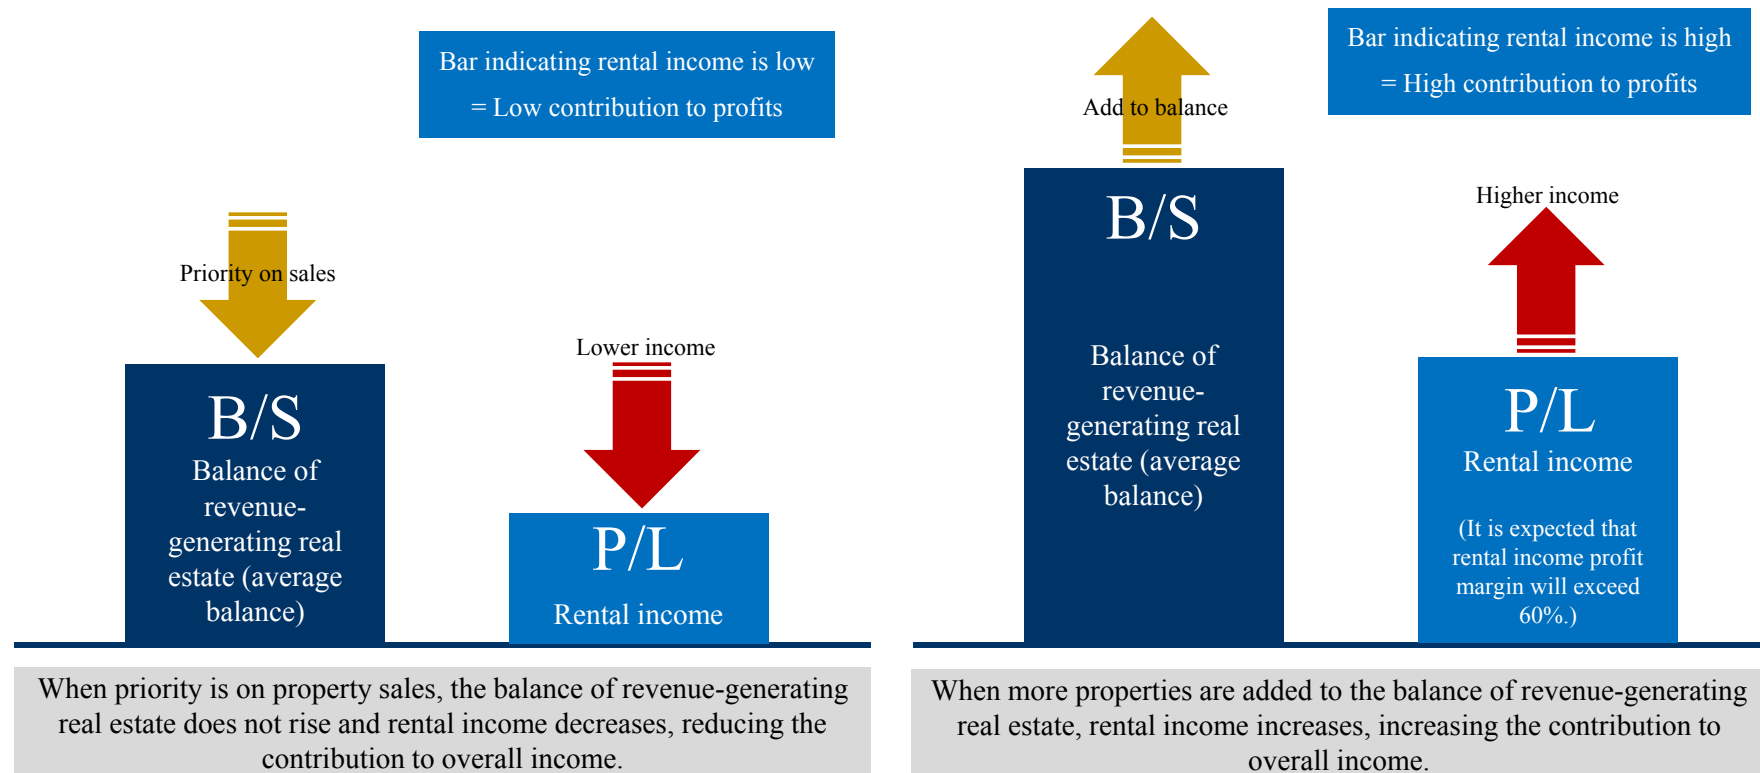 Bar indicating rental income is low
= Low contribution to profits
Priority on sales
Lower income
B/S
Balance of
revenue-
generating real
estate (average
balance)
P/L
Rental income
When priority is on property sales, the balance of revenue-generating
real estate does not rise and rental income decreases, reducing the
contribution to overall income.
Bar indicating rental income is high
= High contribution to profits
Add to balance
Higher income
B/S
Balance of
revenue-
generating real
estate (average
balance)
P/L
Rental income
(It is expected that
rental income profit
margin will exceed
60%.)
When more properties are added to the balance of revenue-generating
real estate, rental income increases, increasing the contribution to
overall income.